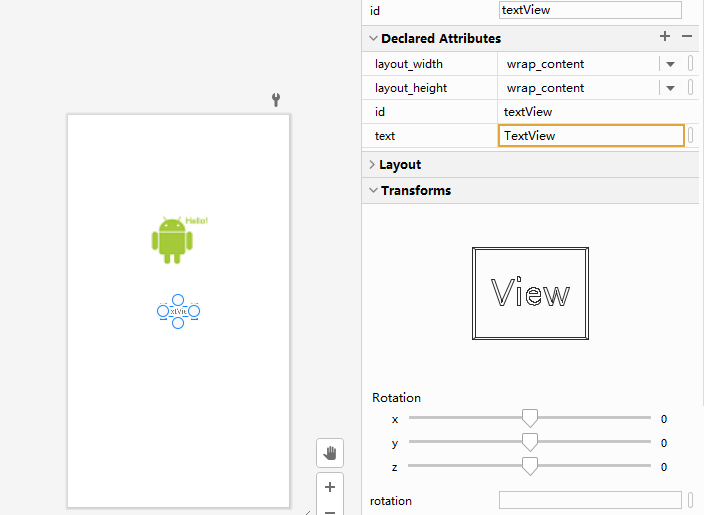 id textView
Declared Attributes
layout_width wrap_content
layout_height wrap_content
id textView
text TextView
Layout
Transforms
Hello!
View
Rotation
x 0
y 0
z 0
rotation